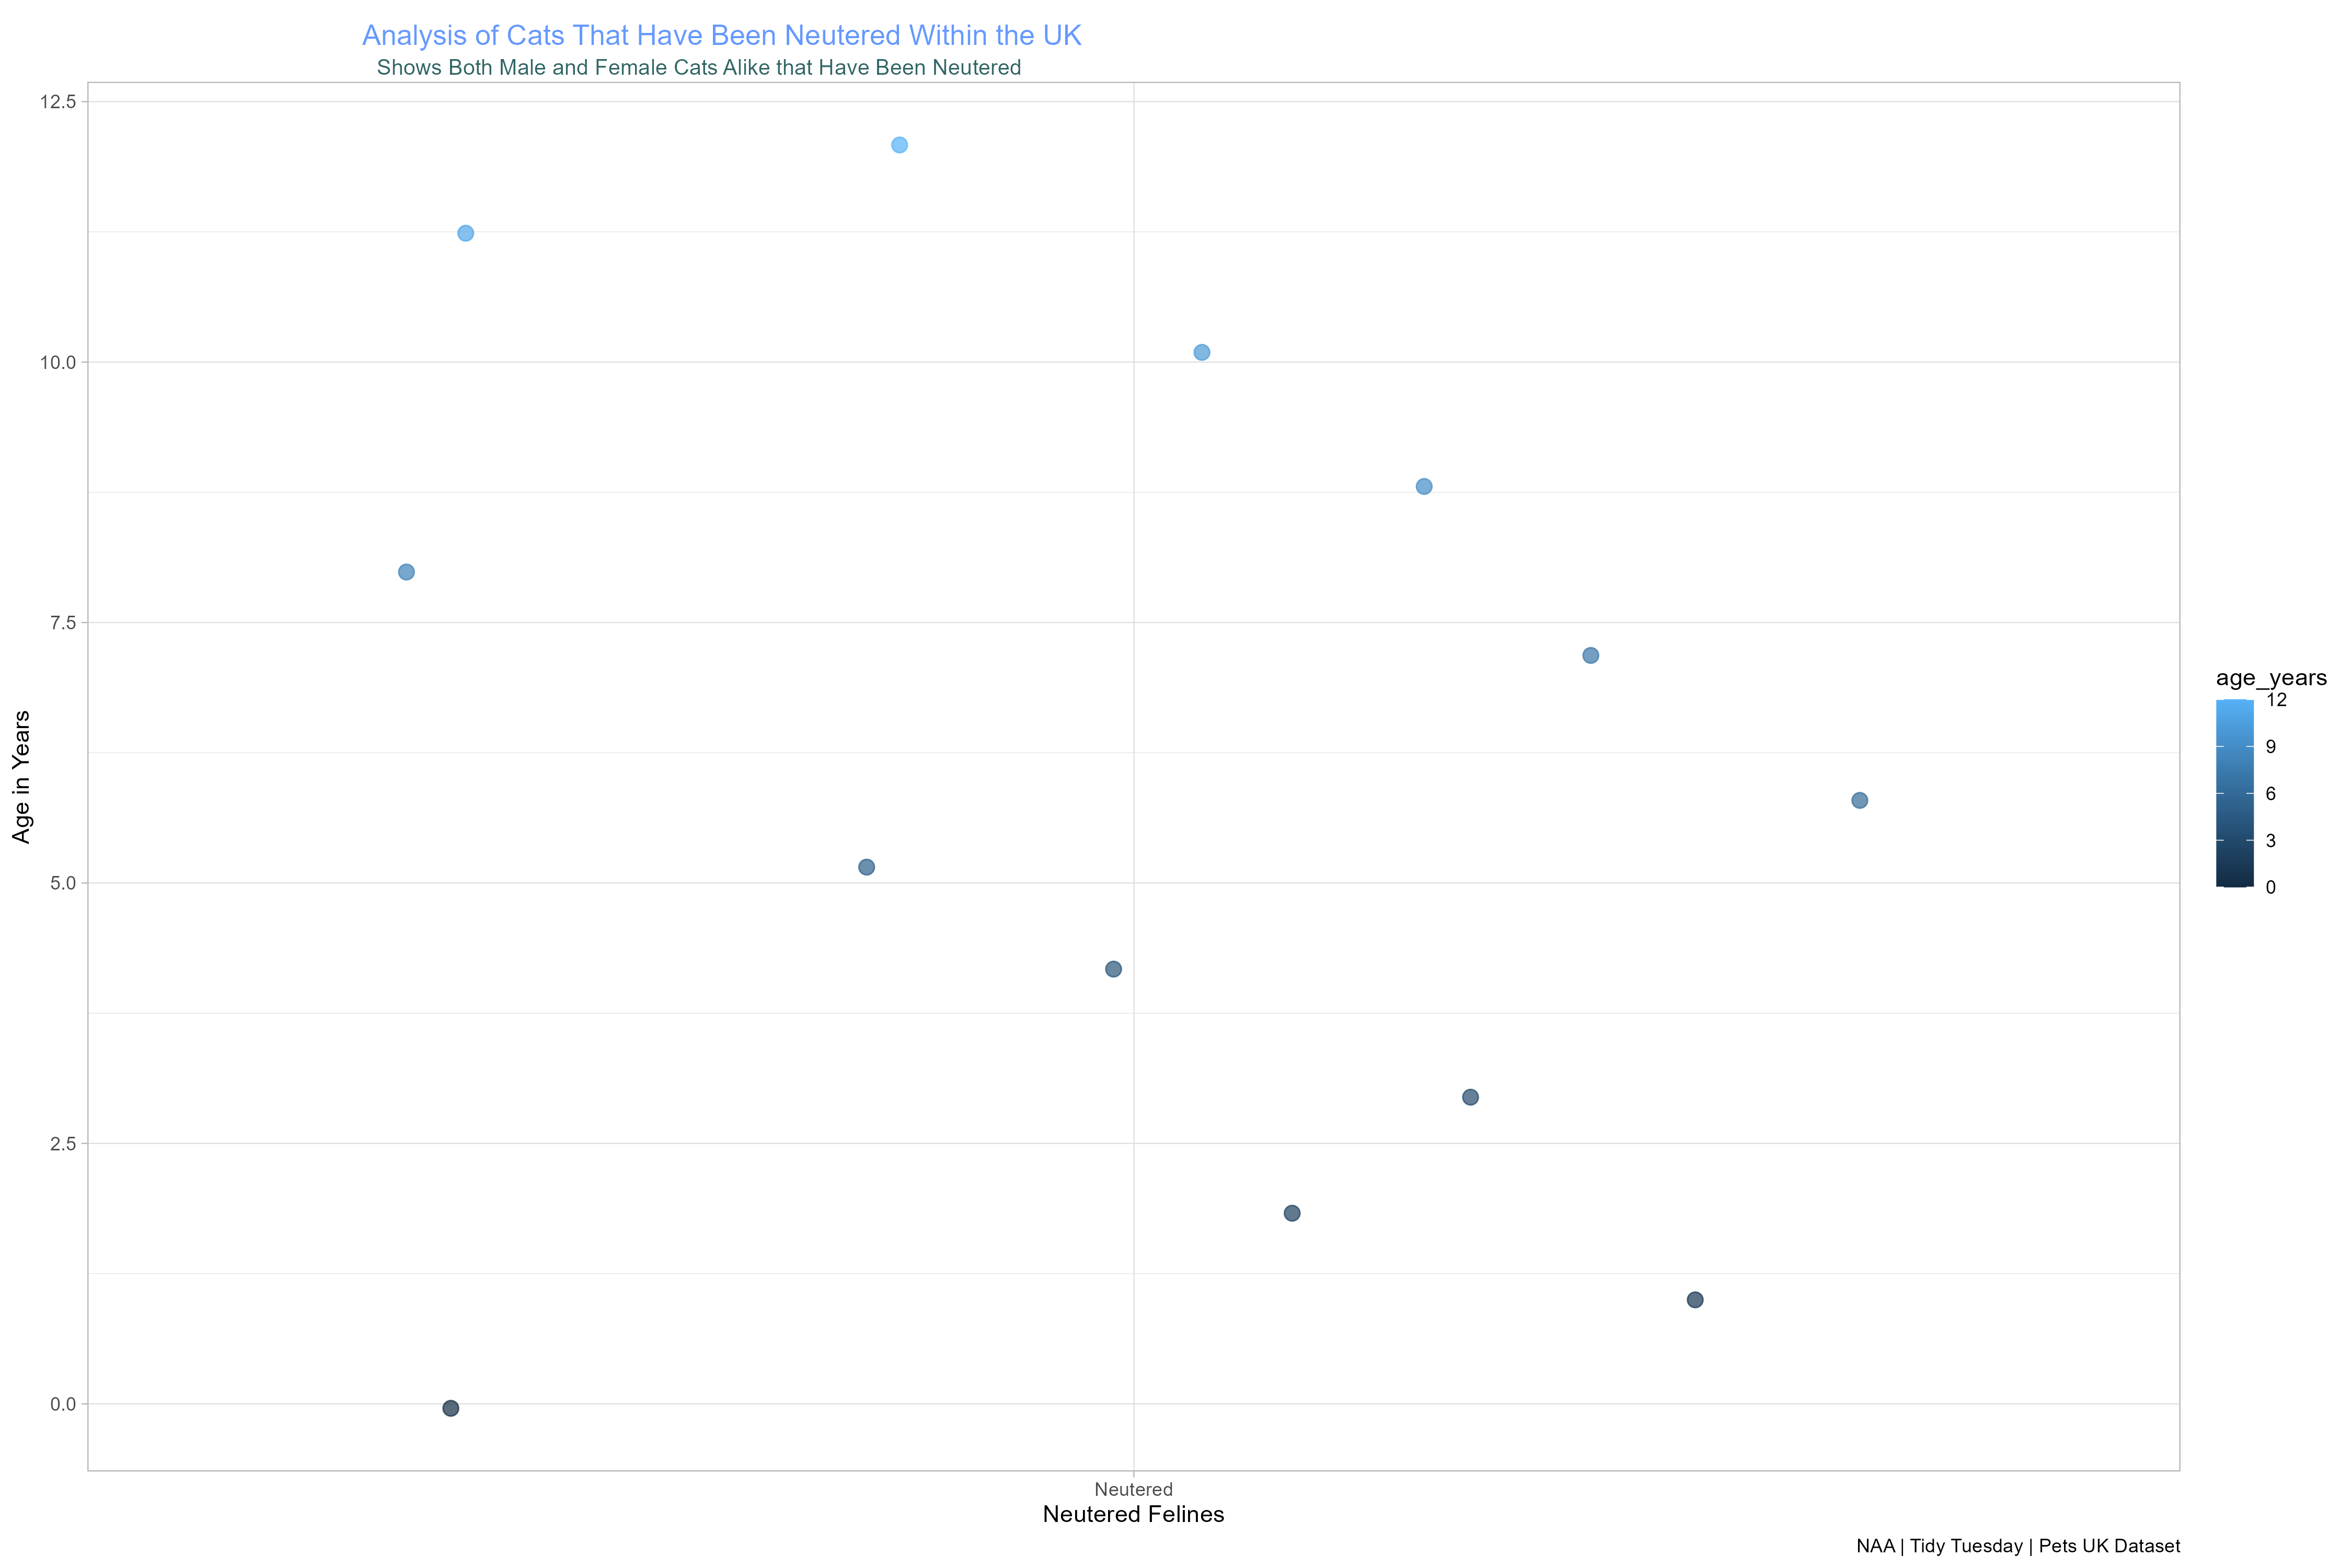 Analysis of Cats That Have Been Neutered Within the UK
Shows Both Male and Female Cats Alike that Have Been Neutered
12.5
10.0
7.5
5.0
2.5
0.0
Age in Years
Neutered
Neutered Felines
age_years
12
9
6
3
0
NAA | Tidy Tuesday | Pets UK Dataset